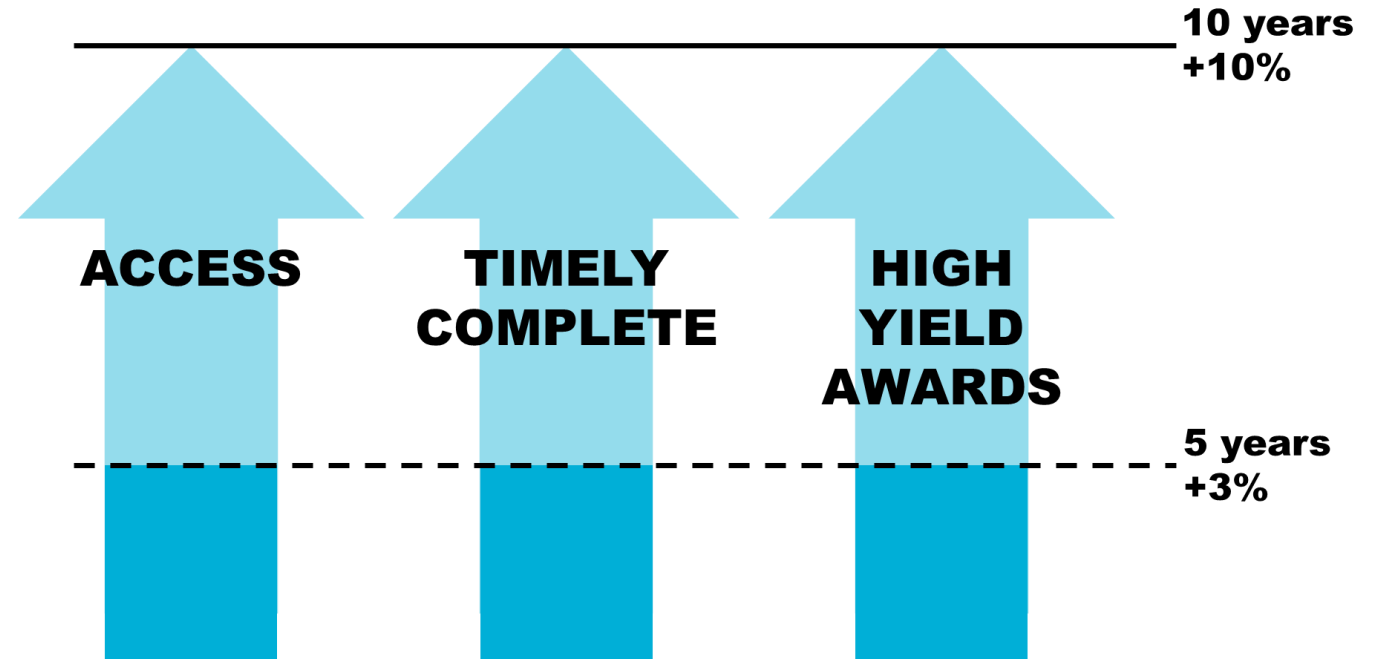 10 years
+10%
ACCESS
TIMELY
COMPLETE
HIGH
YIELD
AWARDS
5 years
+3%